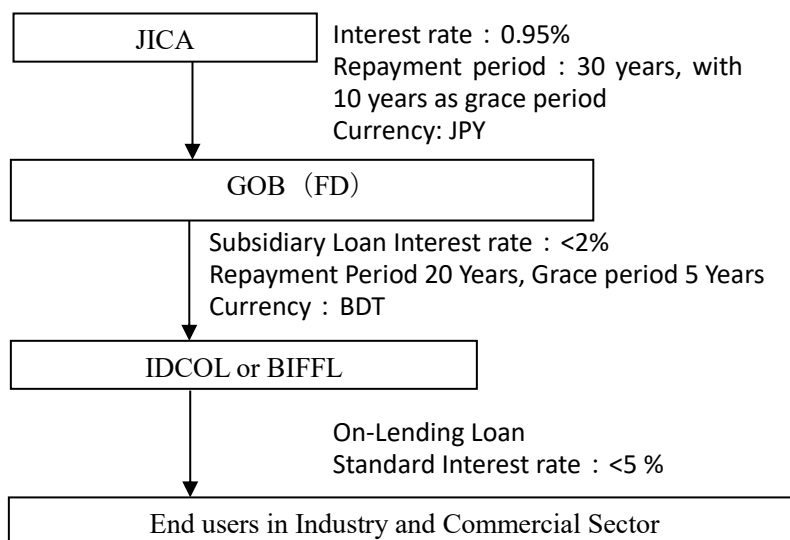 JICA
Interest rate：0.95%
Repayment period：30 years, with
10 years as grace period
Currency: JPY
GOB（FD）
Subsidiary Loan Interest rate：<2%
Repayment Period 20 Years, Grace period 5 Years
Currency：BDT
IDCOL or BIFFL
On-Lending Loan
Standard Interest rate：<5 %
End users in Industry and Commercial Sector